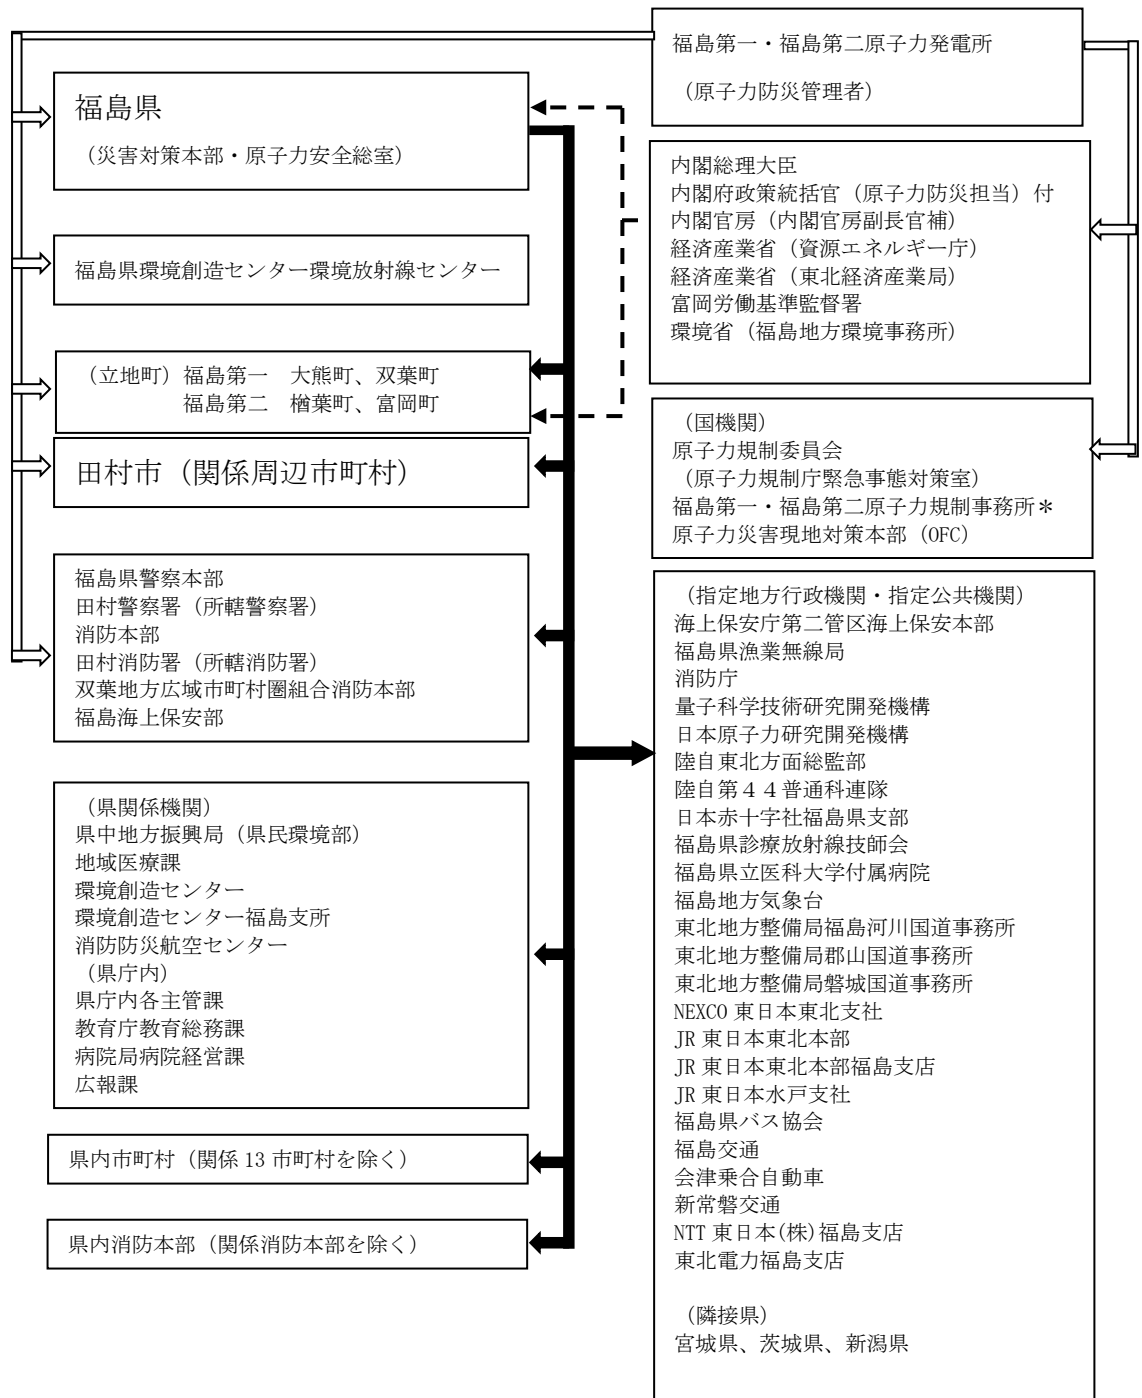 福島第一・福島第二原子力発電所
（原子力防災管理者）
福島県
（災害対策本部・原子力安全総室）
内閣総理大臣
内閣府政策統括官（原子力防災担当）付
内閣官房（内閣官房副長官補）
経済産業省（資源エネルギー庁）
経済産業省（東北経済産業局）
富岡労働基準監督署
環境省（福島地方環境事務所）
福島県環境創造センター環境放射線センター
（立地町）福島第一　大熊町、双葉町
福島第二　楢葉町、富岡町
田村市（関係周辺市町村）
（国機関）
原子力規制委員会
（原子力規制庁緊急事態対策室）
福島第一・福島第二原子力規制事務所＊
原子力災害現地対策本部（OFC）
福島県警察本部
田村警察署（所轄警察署）
消防本部
田村消防署（所轄消防署）
双葉地方広域市町村圏組合消防本部
福島海上保安部
（指定地方行政機関・指定公共機関）
海上保安庁第二管区海上保安本部
福島県漁業無線局
消防庁
量子科学技術研究開発機構
日本原子力研究開発機構
陸自東北方面総監部
陸自第４４普通科連隊
日本赤十字社福島県支部
福島県診療放射線技師会
福島県立医科大学付属病院
福島地方気象台
東北地方整備局福島河川国道事務所
東北地方整備局郡山国道事務所
東北地方整備局磐城国道事務所
NEXCO 東日本東北支社
JR 東日本東北本部
JR 東日本東北本部福島支店
JR 東日本水戸支社
福島県バス協会
福島交通
会津乗合自動車
新常磐交通
NTT 東日本(株)福島支店
東北電力福島支店
（隣接県）
宮城県、茨城県、新潟県
（県関係機関）
県中地方振興局（県民環境部）
地域医療課
環境創造センター
環境創造センター福島支所
消防防災航空センター
（県庁内）
県庁内各主管課
教育庁教育総務課
病院局病院経営課
広報課
県内市町村（関係 13 市町村を除く）
県内消防本部（関係消防本部を除く）